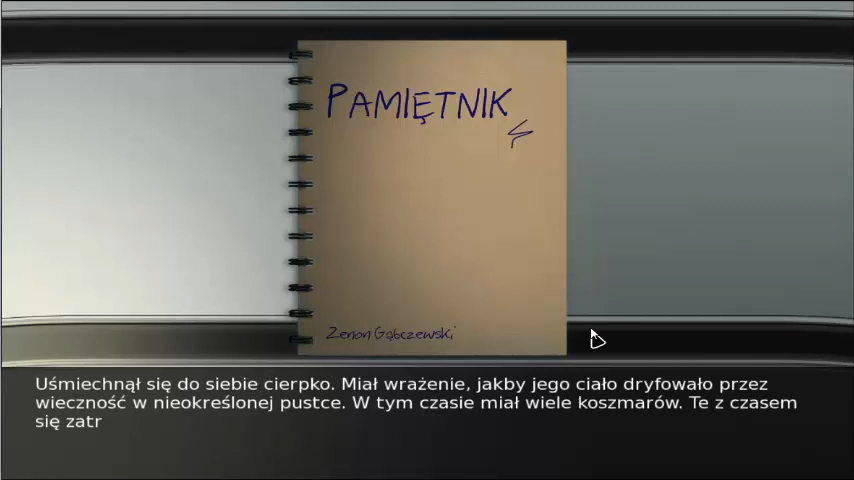 PAMIĘTNIK
Zenon Gąbczewski
Uśmiechnął się do siebie cierpko. Miał wrażenie, jakby jego ciało dryfowało przez
wieczność w nieokreślonej pustce. W tym czasie miał wiele koszmarów. Te z czasem
się zatr